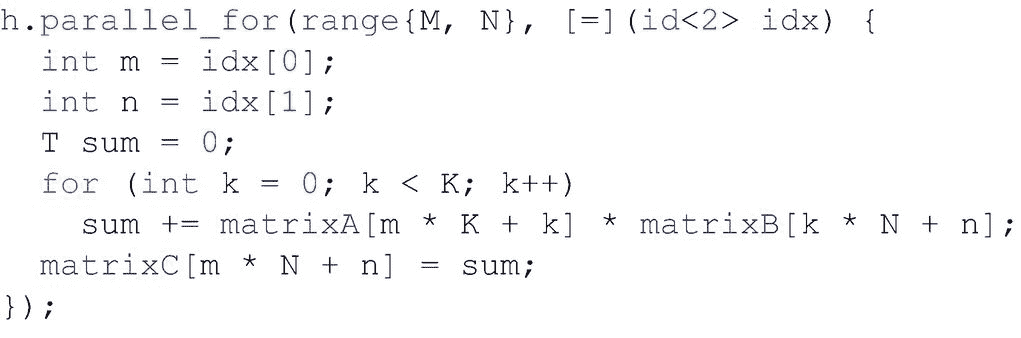 h.parallel_for(range{M, N}, [=](id<2> idx) {
  int m = idx[0];
  int n = idx[1];
  T sum = 0;
  for (int k = 0; k < K; k++)
    sum += matrixA[m * K + k] * matrixB[k * N + n];
  matrixC[m * N + n] = sum;
});